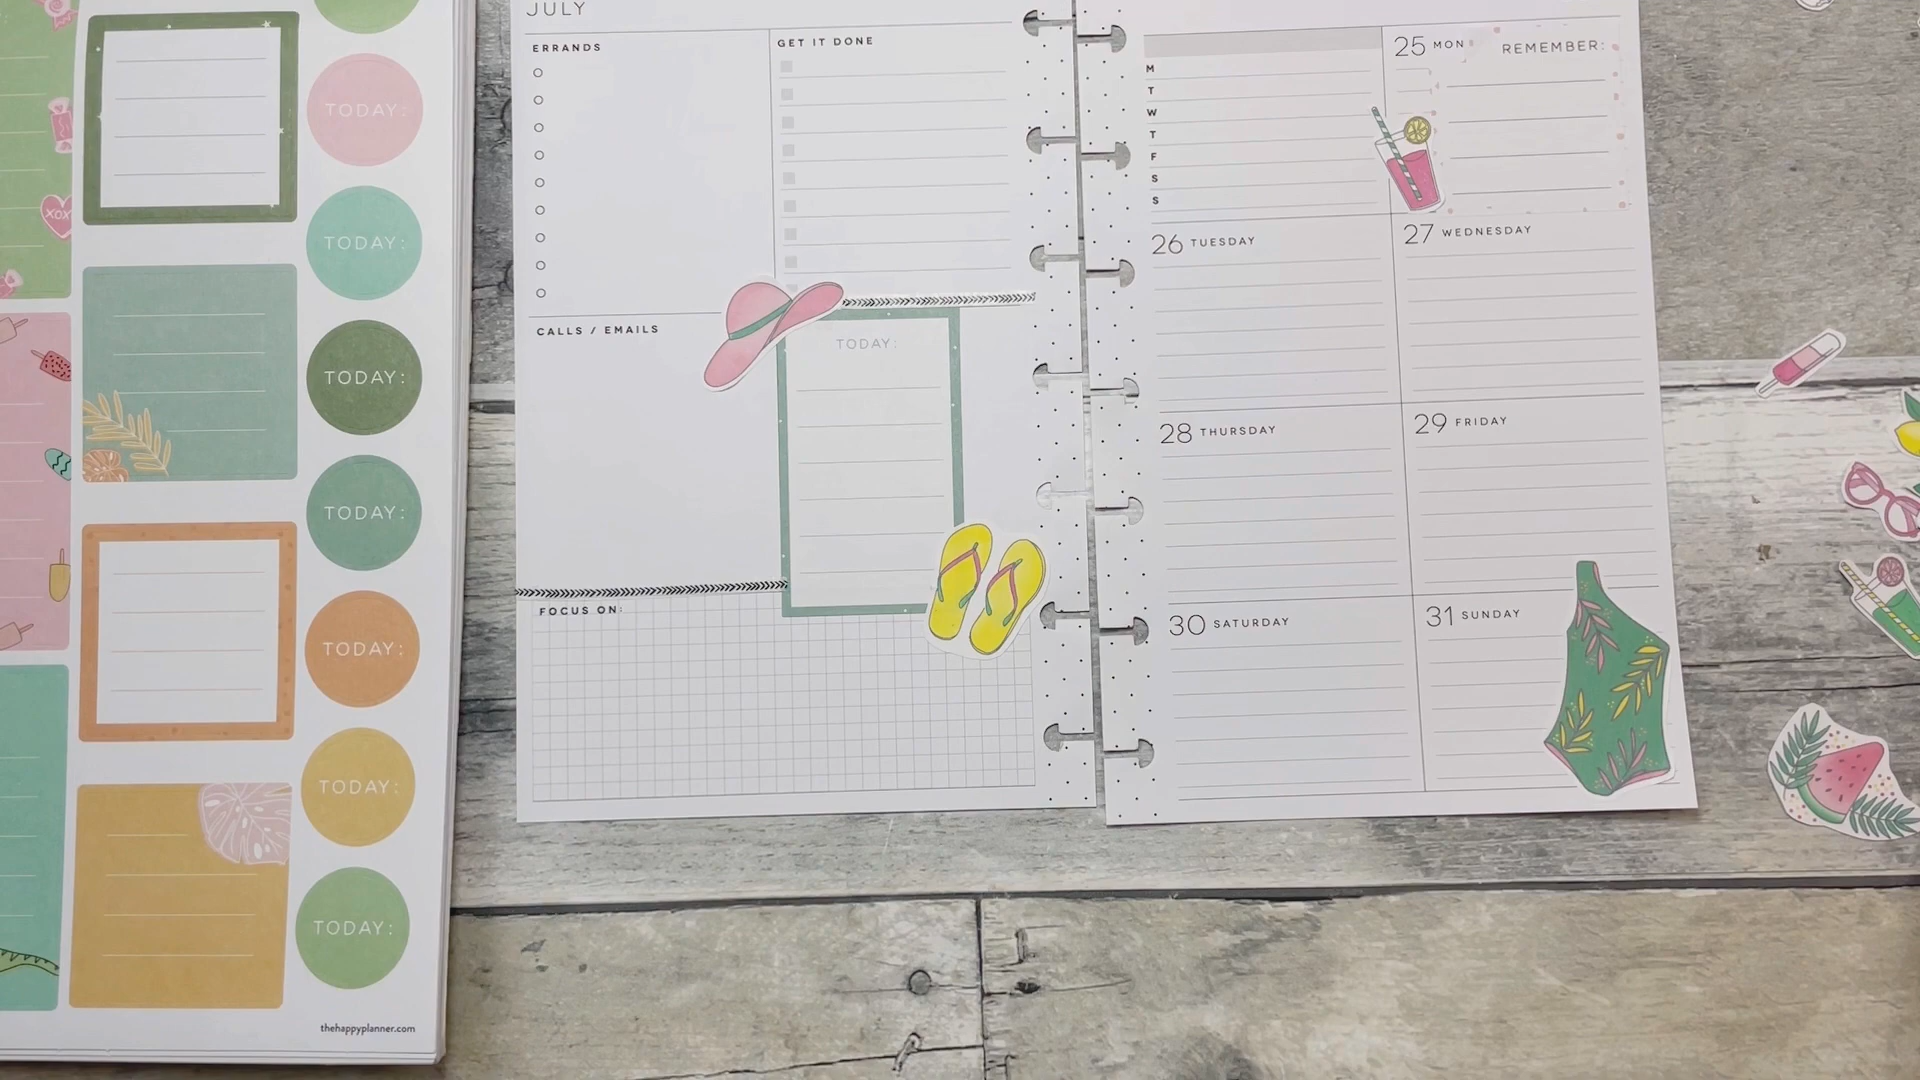 XOXO
TODAY:
TODAY:
TODAY:
TODAY:
TODAY:
TODAY:
TODAY:
thehappyplanner.com
JULY
ERRANDS
GET IT DONE
CALLS / EMAILS
TODAY:
FOCUS ON:
M
T
W
T
F
S
S
25 MON
REMEMBER:
26 TUESDAY
27 WEDNESDAY
28 THURSDAY
29 FRIDAY
30 SATURDAY
31 SUNDAY